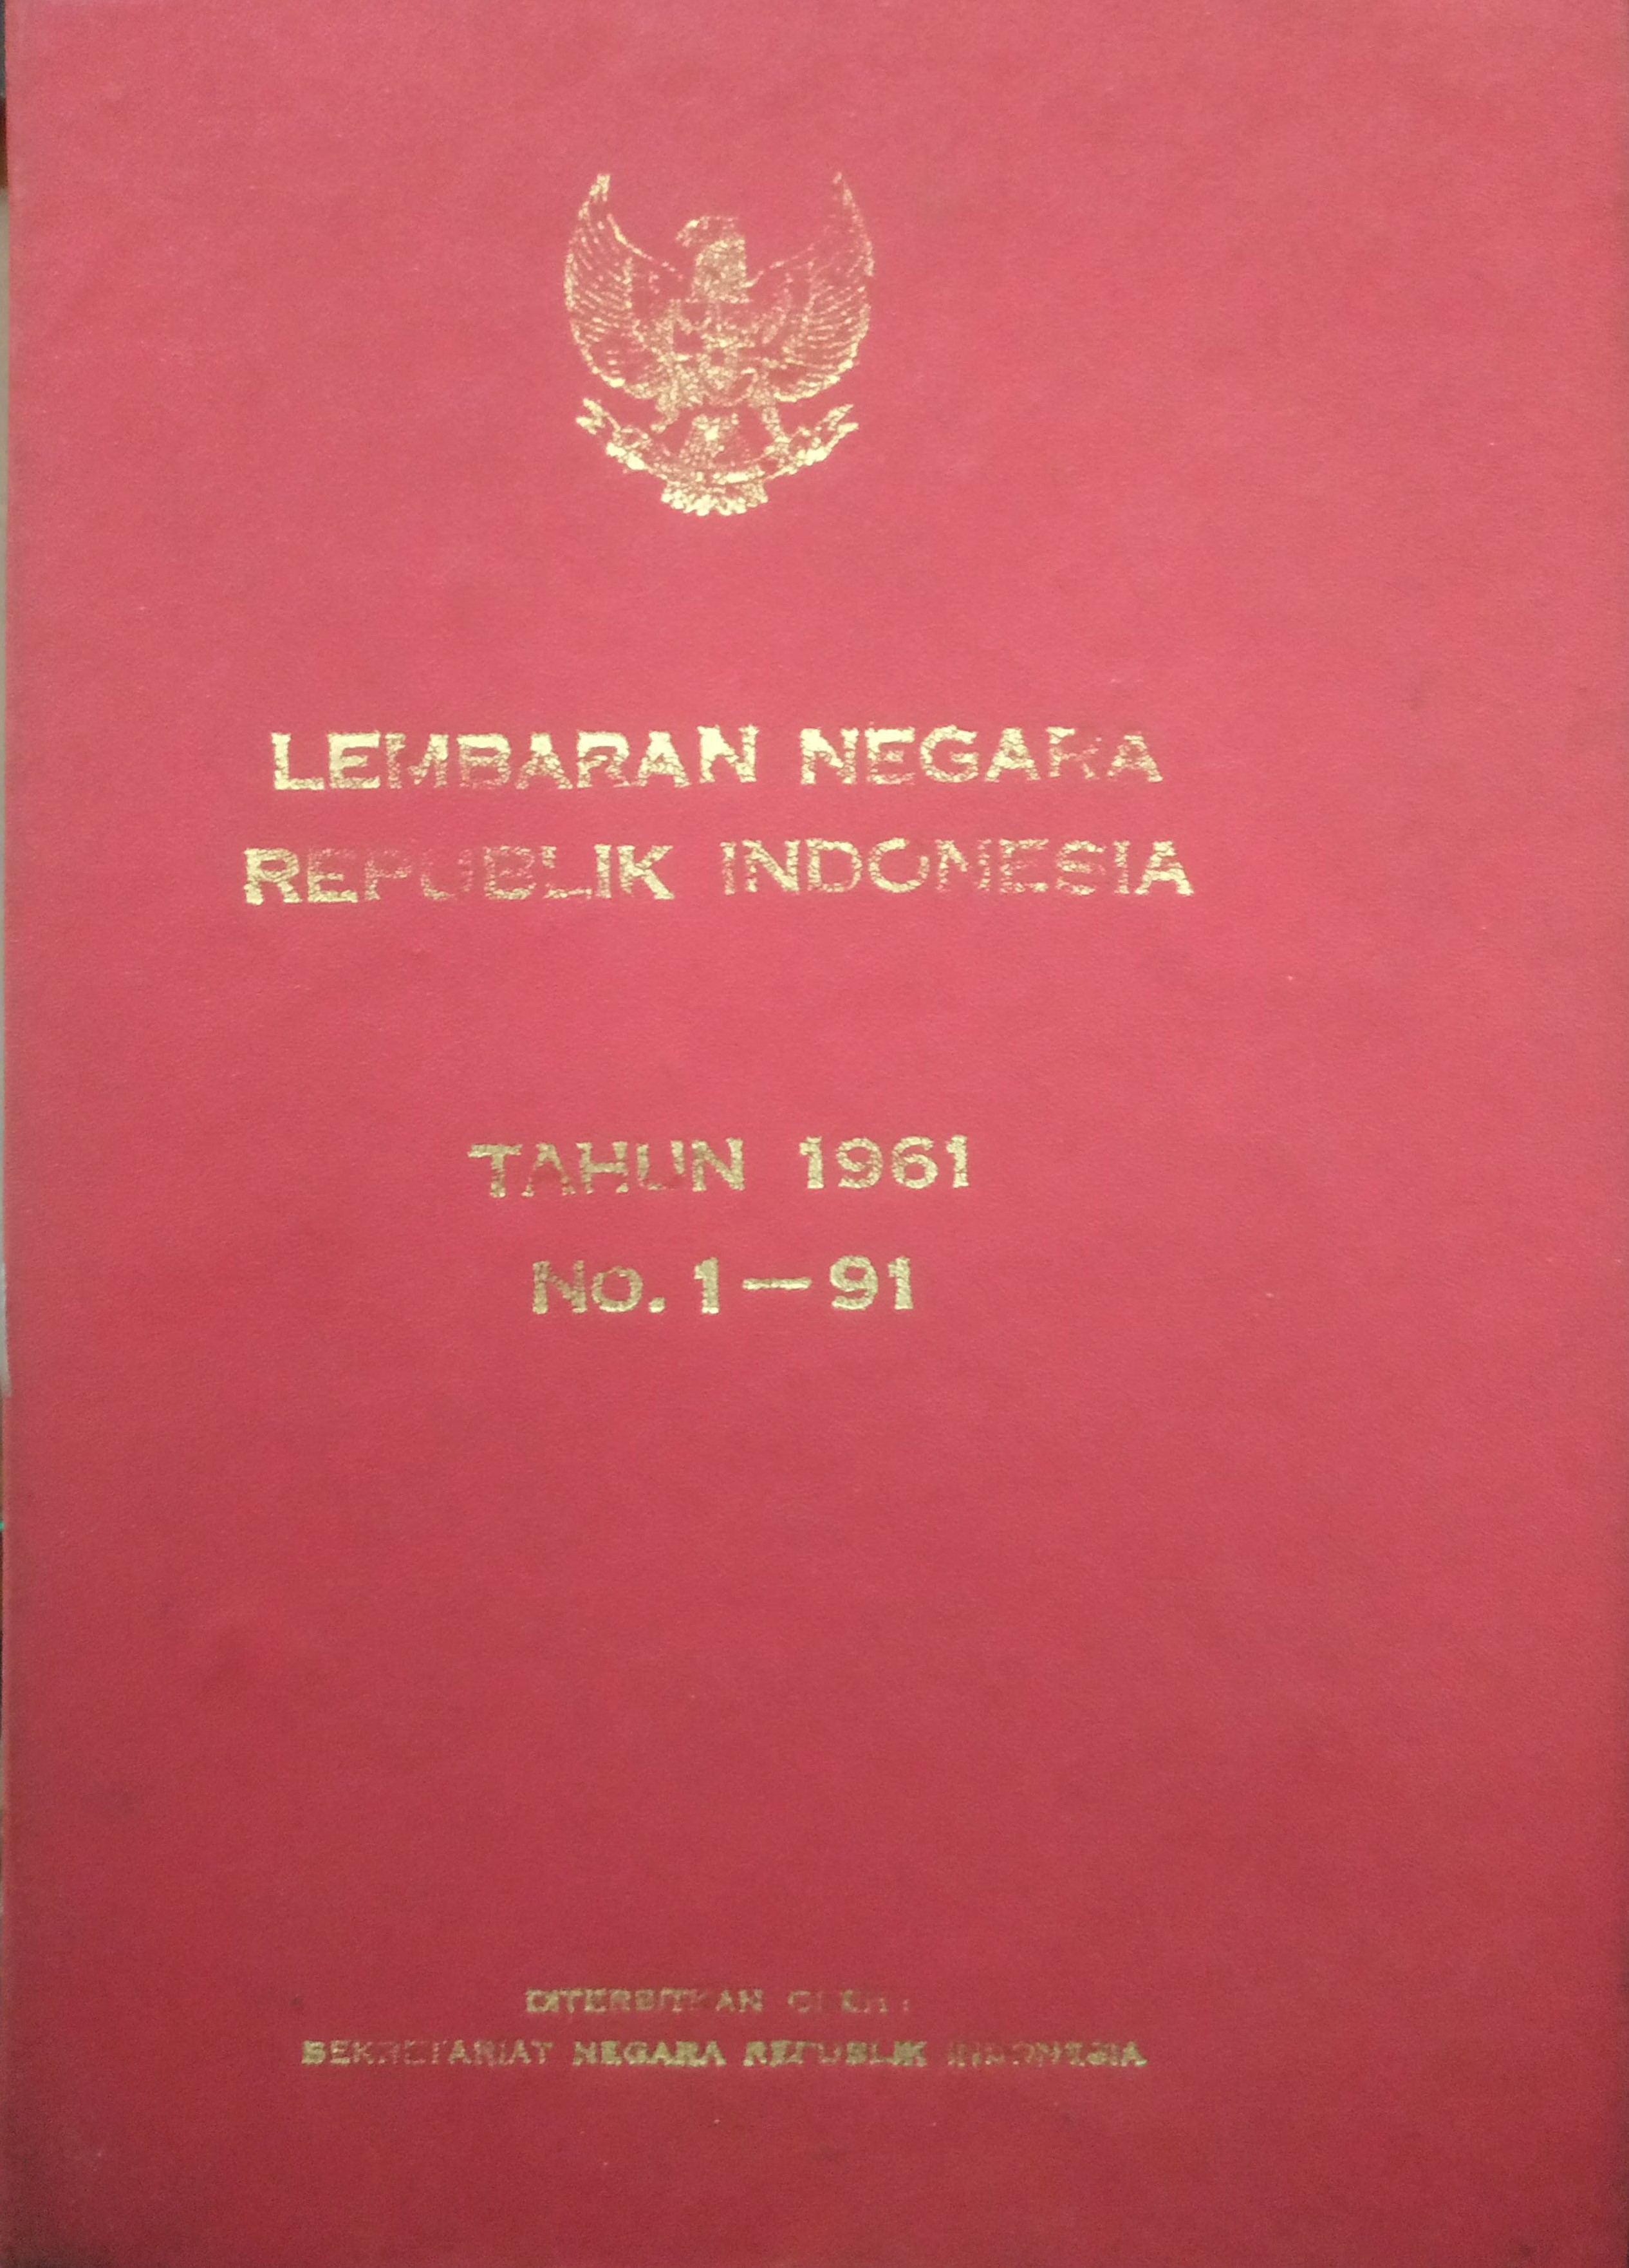 LEMBARAN NEGARA
REPUBLIK INDONESIA
TAHUN 1961
NO. 1 — 91
DITERBITKAN OLEH :
SEKRETARIAT NEGARA REPUBLIK INDONESIA